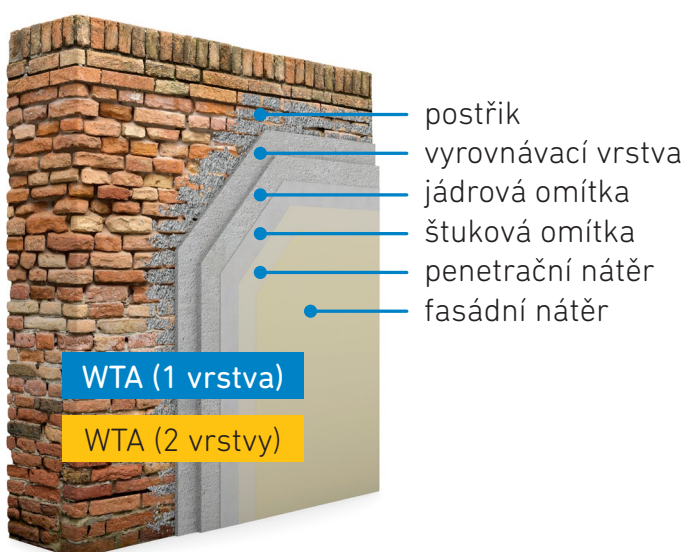 postřik
vyrovnávací vrstva
jádrová omítka
štuková omítka
penetrační nátěr
fasádní nátěr
WTA (1 vrstva)
WTA (2 vrstvy)